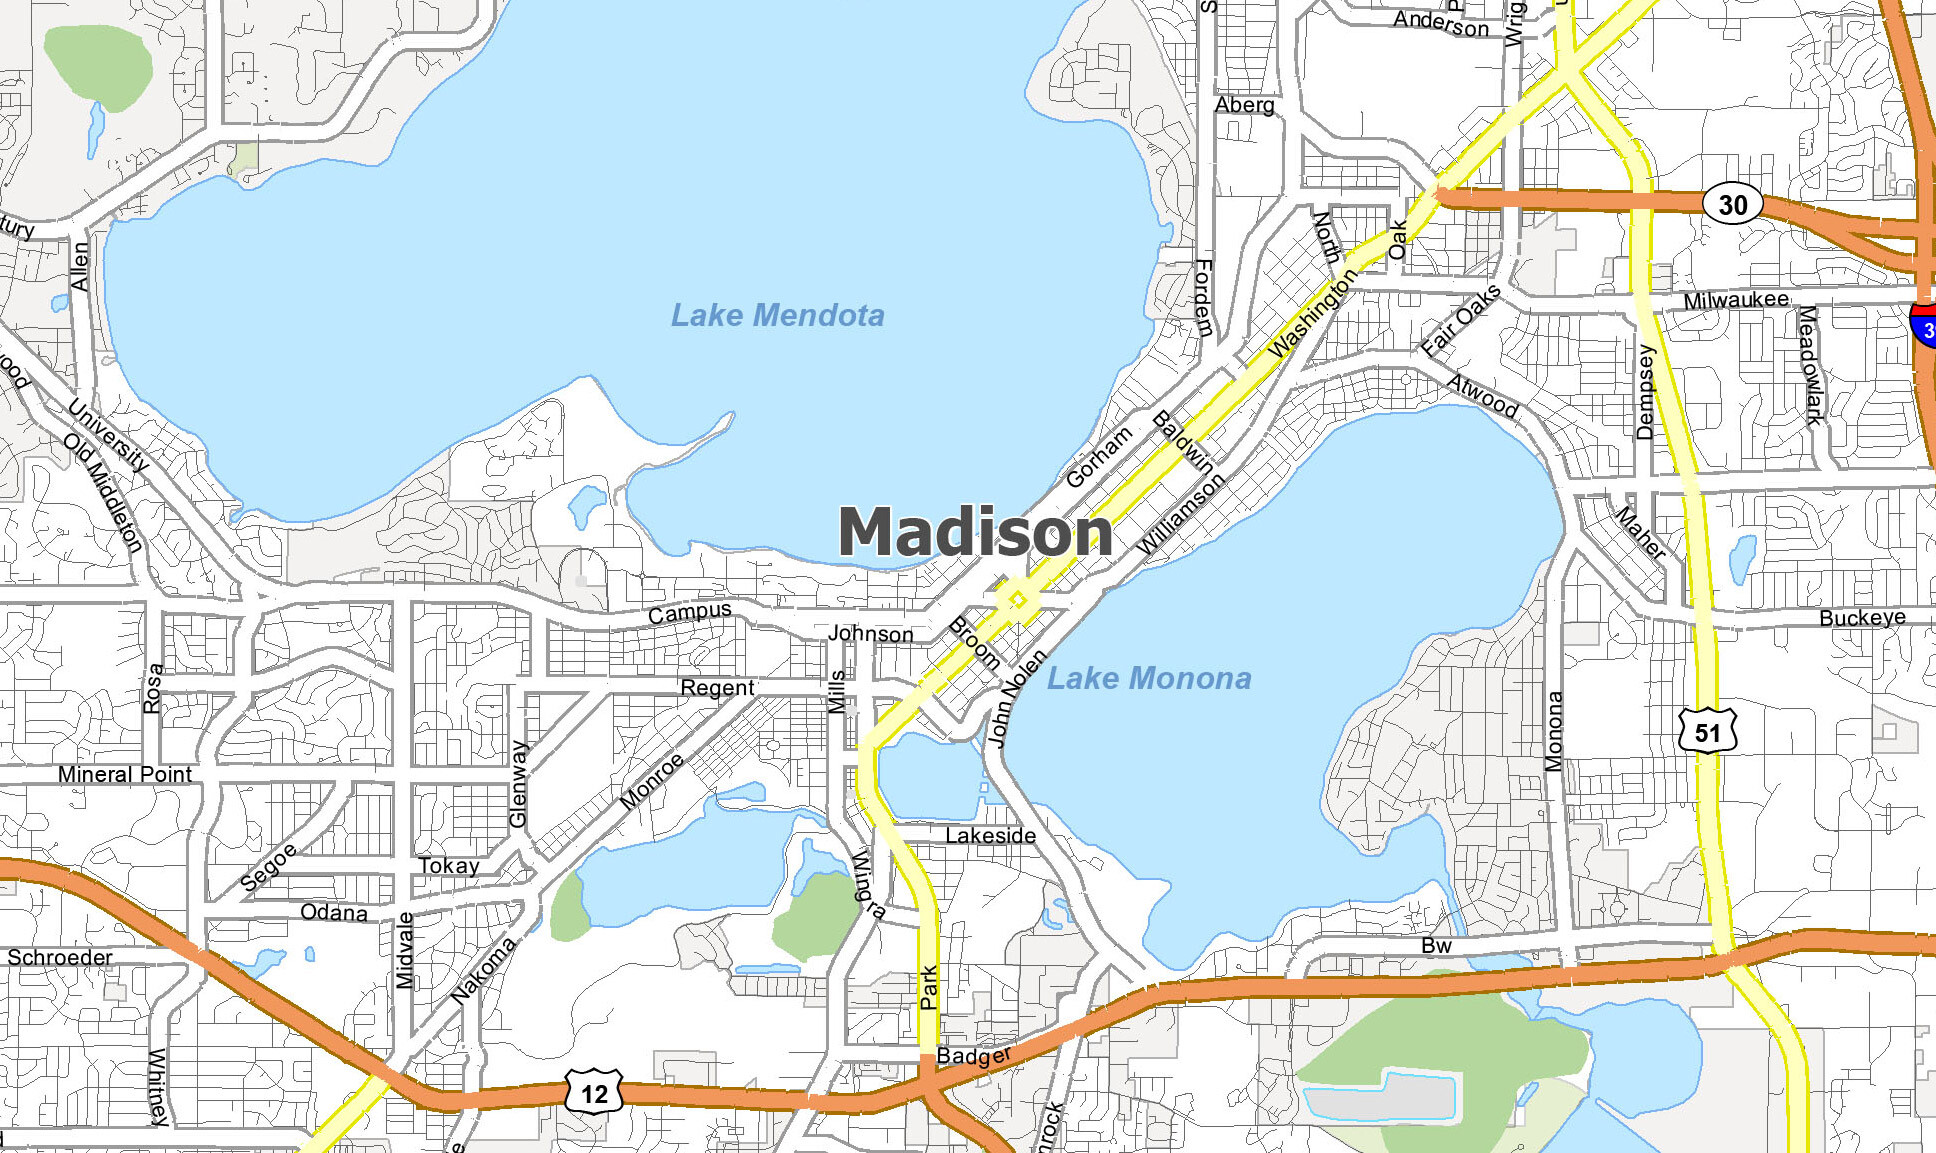 Anderson
Aberg
30
tury
Allen
North
Oak
Fordem
Washington
Milwaukee
Fair Oaks
Meadowlark
Lake Mendota
Dempsey
Atwood
University
Old Middleton
Baldwin
Gorham
Williamson
Madison
Maher
Campus
Johnson
Broom
Buckeye
Rosa
Regent
Mills
John Nolen
Lake Monona
Monona
51
Mineral Point
Glenway
Monroe
Lakeside
Segoe
Tokay
Wingra
Odana
Midvale
Nakoma
Schroeder
Park
Bw
Badger
12
Whitney
nrock